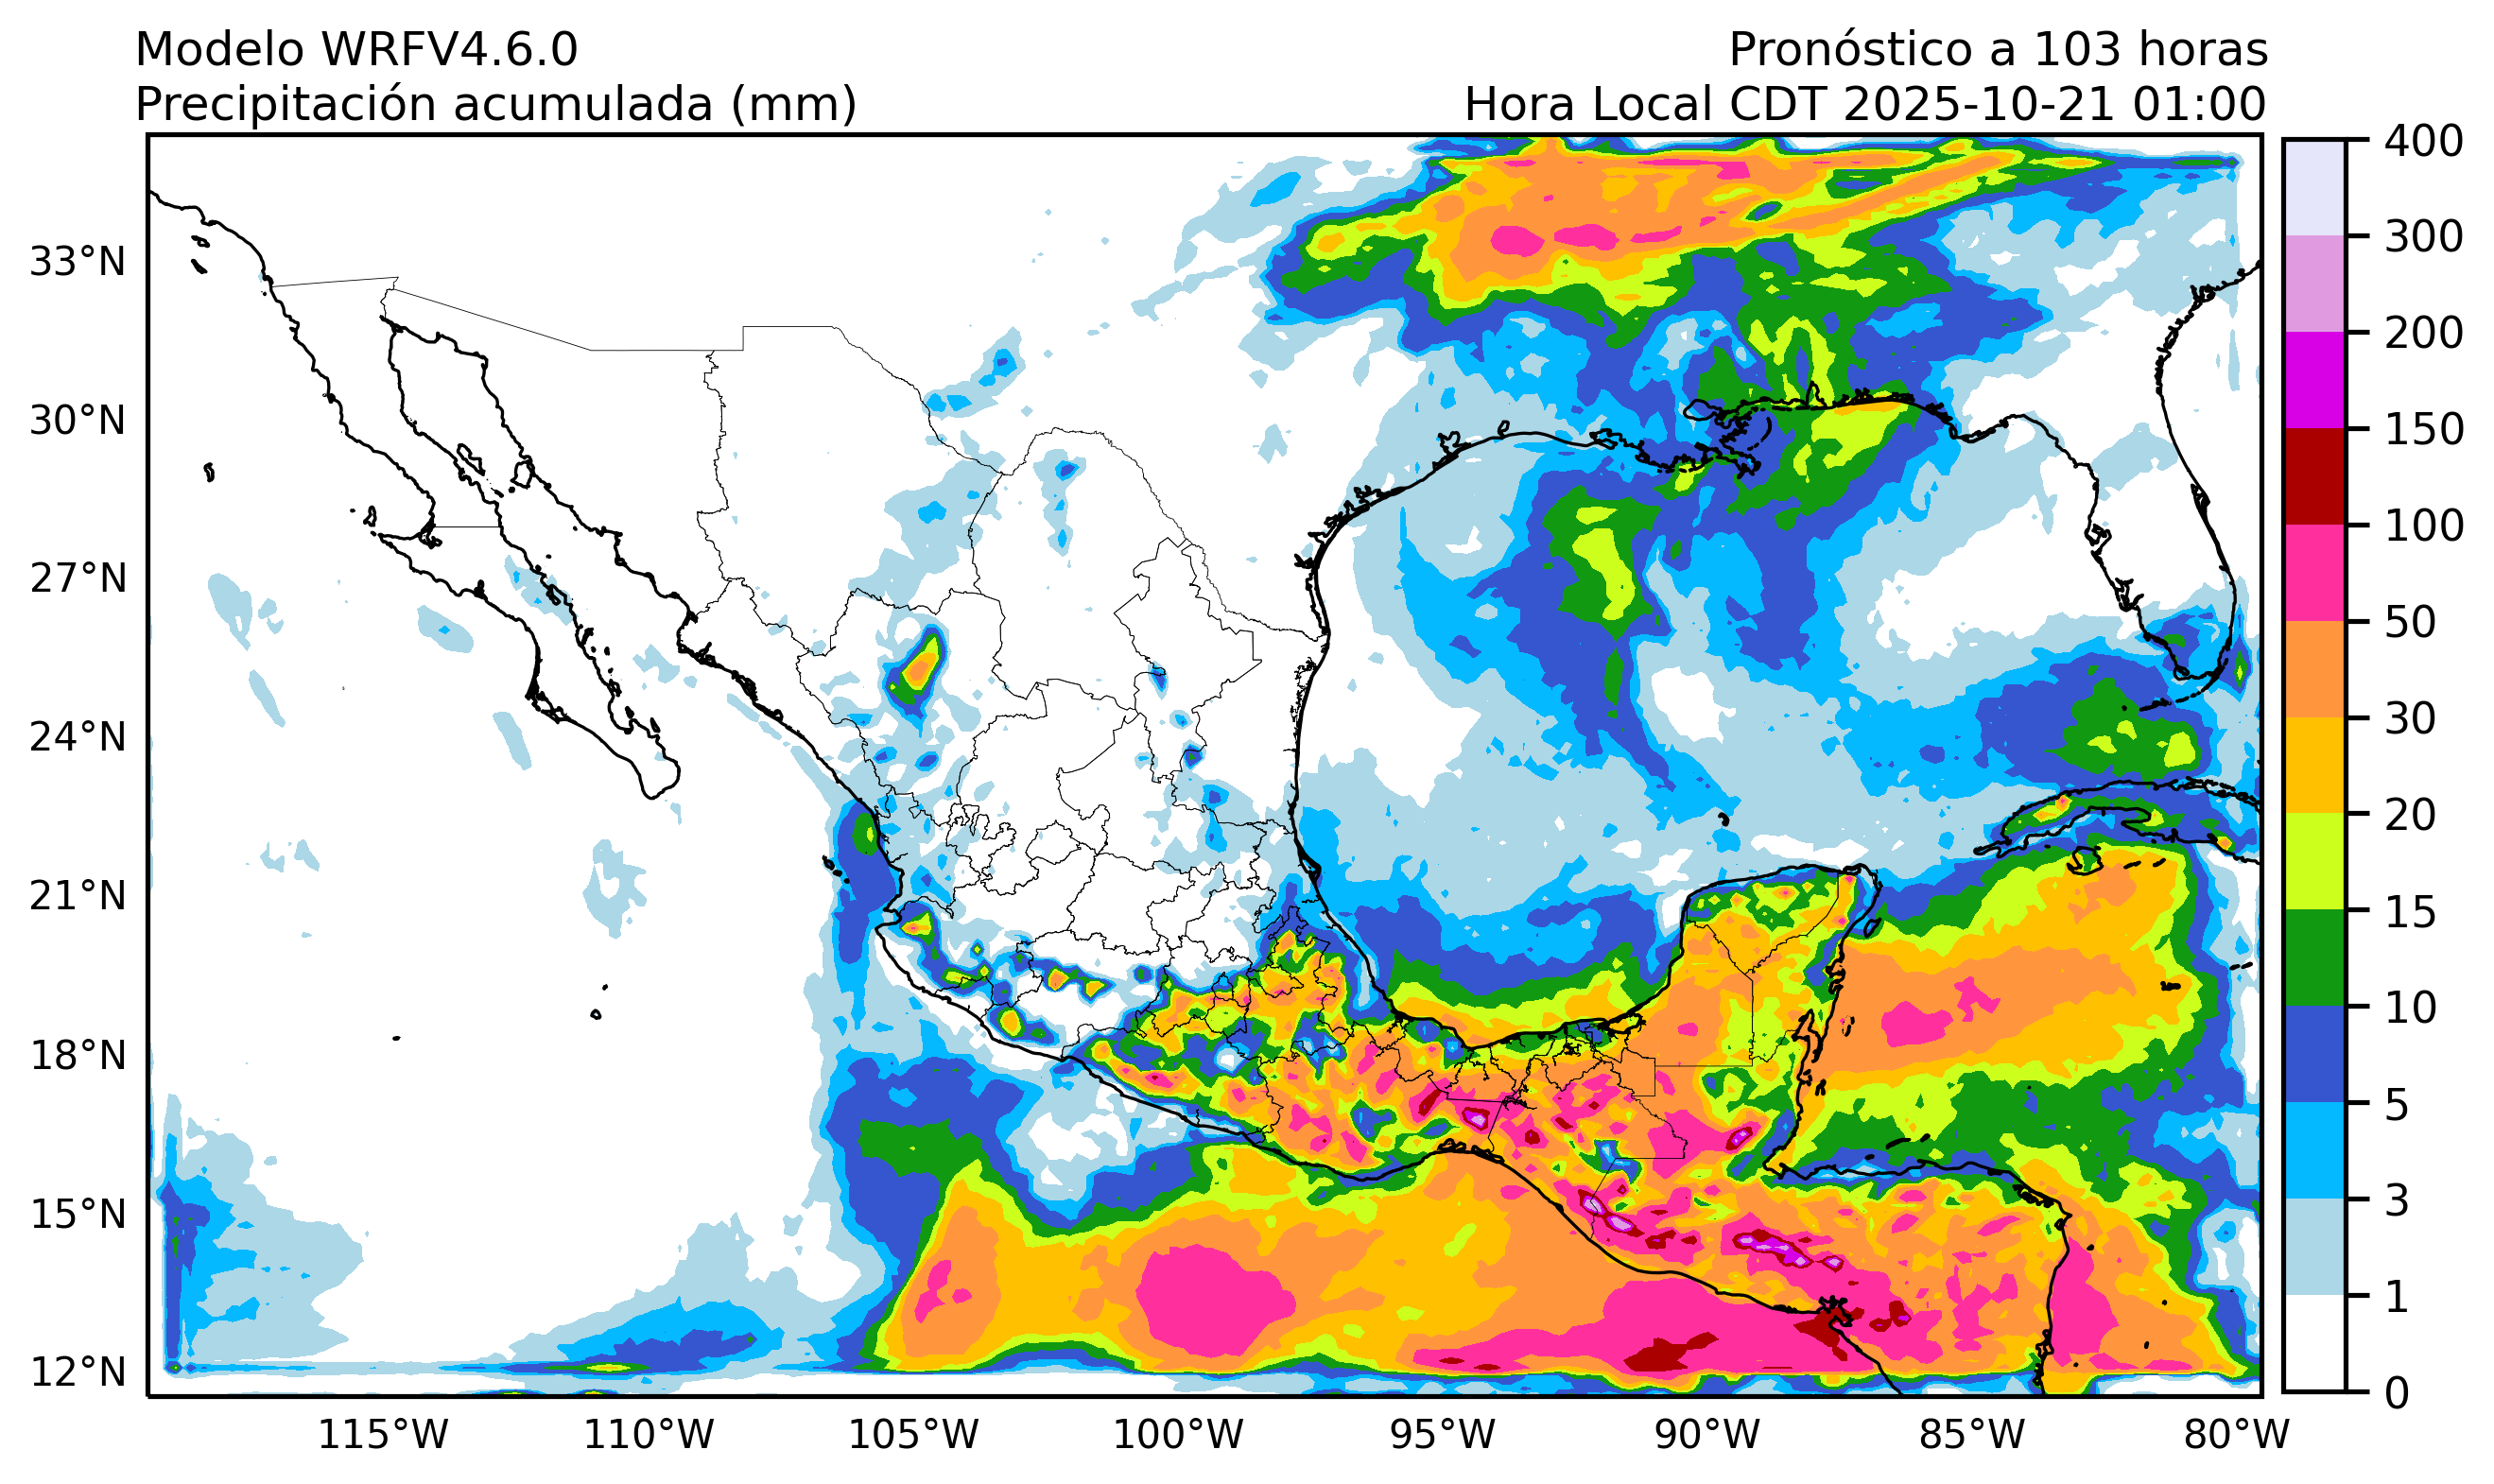 Modelo WRFV4.6.0
Pronóstico a 103 horas
Precipitación acumulada (mm)
Hora Local CDT 2025-10-21 01:00
33°N
30°N
27°N
24°N
21°N
18°N
15°N
12°N
115°W
110°W
105°W
100°W
95°W
90°W
85°W
80°W
400
300
200
150
100
50
30
20
15
10
5
3
1
0